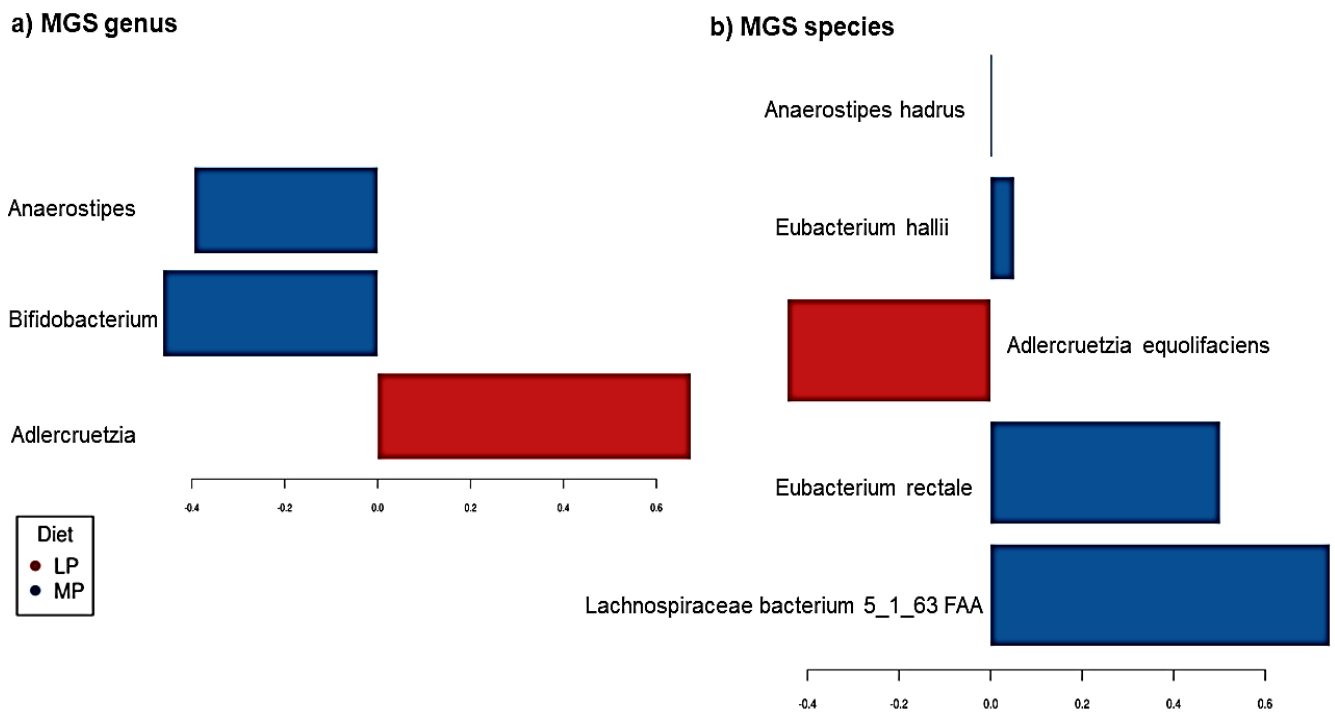 a) MGS genus
Anaerostipes
Bifidobacterium
Adlercruetzia
-0.4 -0.2 0.0 0.2 0.4 0.6
Diet
LP
MP
b) MGS species
Anaerostipes hadrus
Eubacterium hallii
Adlercruetzia equolifaciens
Eubacterium rectale
Lachnospiraceae bacterium 5_1_63 FAA
-0.4 -0.2 0.0 0.2 0.4 0.6